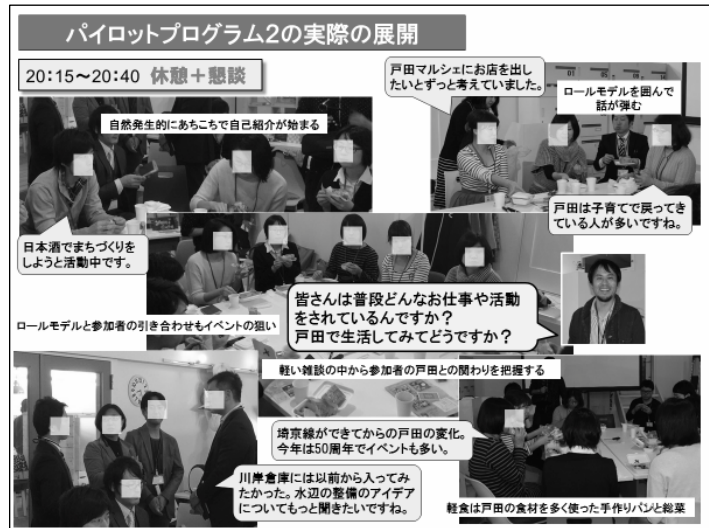 パイロットプログラム2の実際の展開
20:15～20:40 休憩＋懇談
自然発生的にあちこちで自己紹介が始まる
戸田マルシェにお店を出し
たいとずっと考えていました。
ロールモデルを囲んで
話が弾む
日本酒でまちづくりを
しようと活動中です。
戸田は子育てで戻ってき
ている人が多いですね。
ロールモデルと参加者の引き合わせもイベントの狙い
皆さんは普段どんなお仕事や活動
をされているんですか？
戸田で生活してみてどうですか？
軽い雑談の中から参加者の戸田との関わりを把握する
埼京線ができてからの戸田の変化。
今年は50周年でイベントも多い。
川岸倉庫には以前から入ってみ
たかった。水辺の整備のアイデア
についてもっと聞きたいですね。
軽食は戸田の食材を多く使った手作りパンと総菜